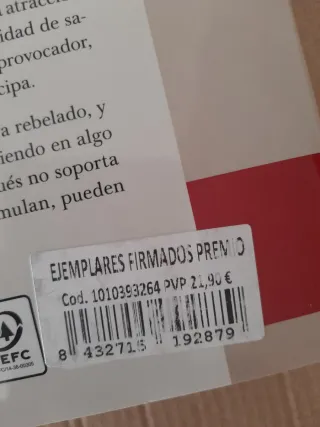 atracci
idad de sa-
provocador,
cipa.
a rebelado, y
iendo en algo
ués no soporta
mulan, pueden
EJEMPLARES FIRMADOS PREMIO
Cod. 1010393264 PVP 21,90 €
8 432715 192879
EFC